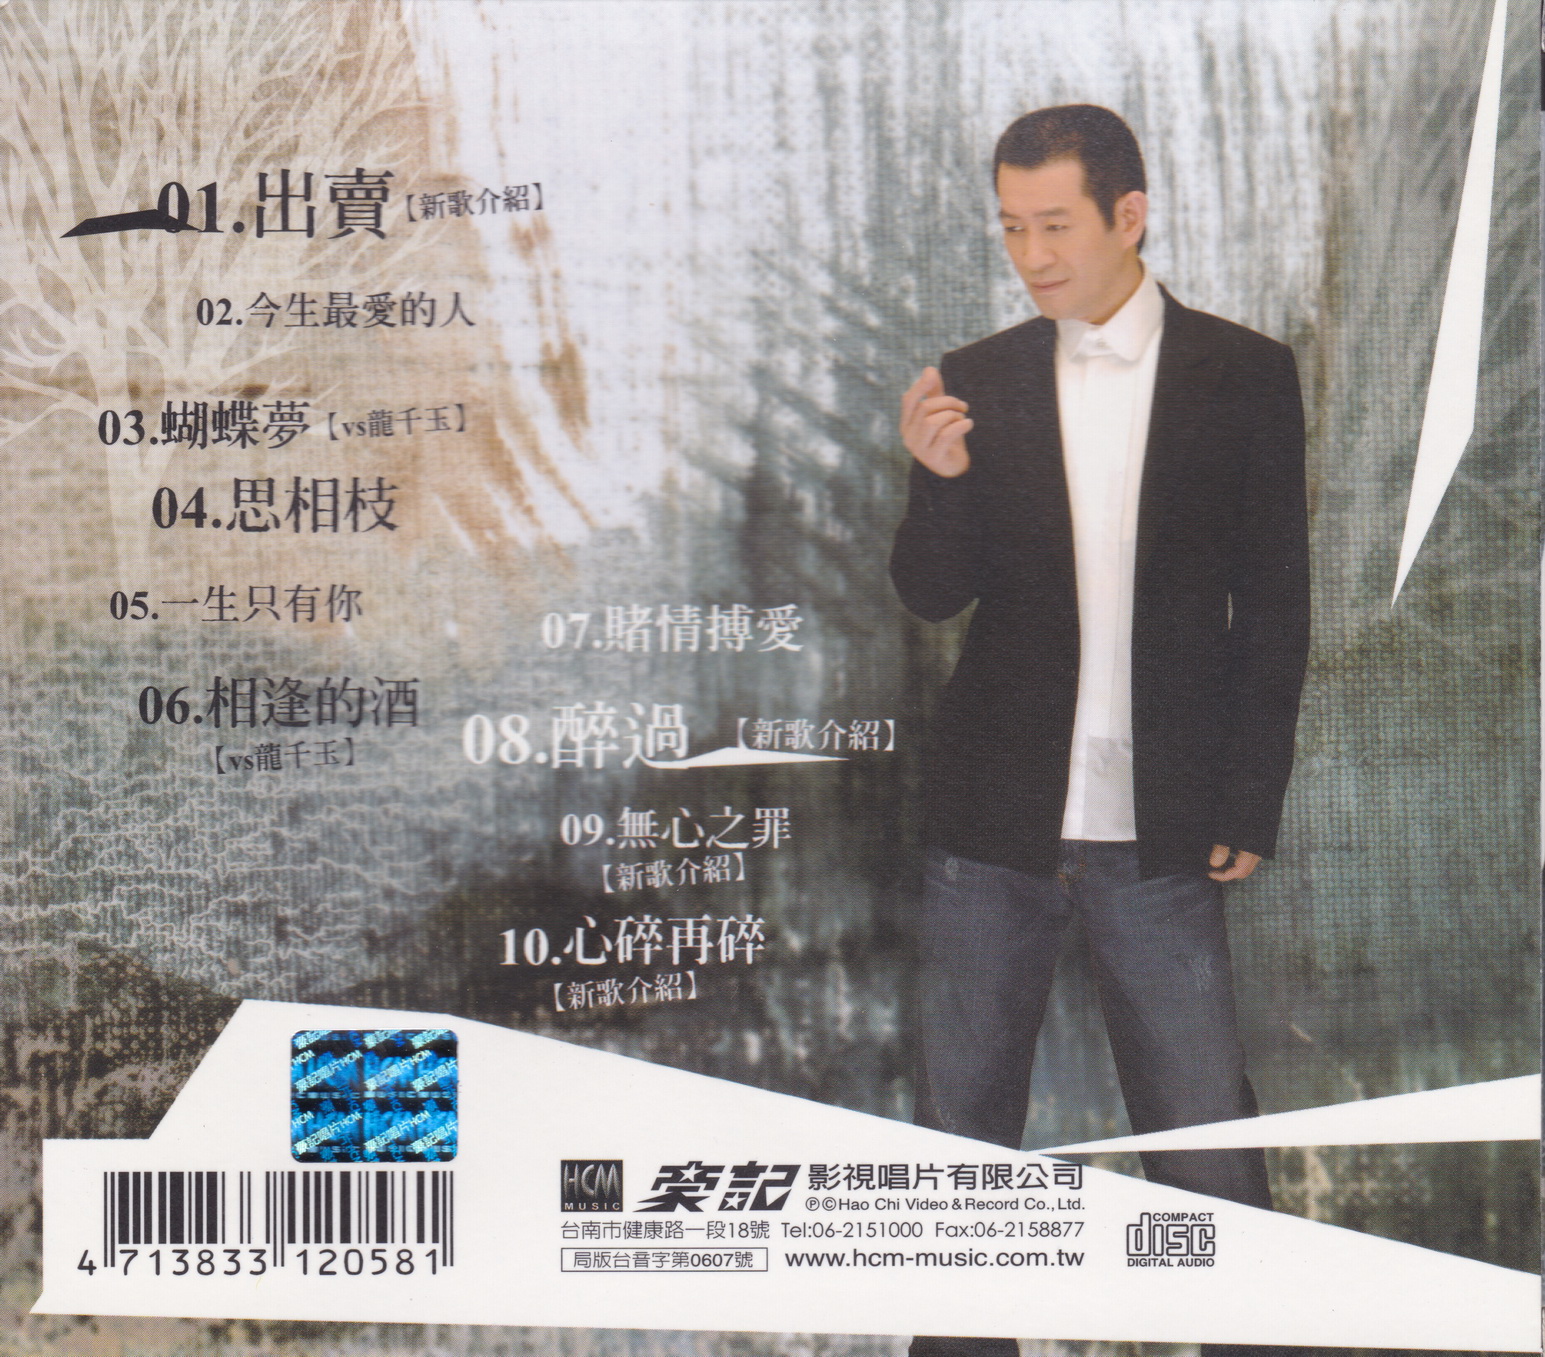 01.出賣【新歌介紹】
02.今生最愛的人
03.蝴蝶夢【vs龍千玉】
04.思相枝
05.一生只有你
06.相逢的酒
【vs龍千玉】
07.賭情搏愛
08.醉過【新歌介紹】
09.無心之罪
【新歌介紹】
10.心碎再碎
【新歌介紹】
HCM
4 713833 120581
HCM MUSIC 豪記影視唱片有限公司
ⓅⒸHao Chi Video & Record Co., Ltd.
台南市健康路一段18號 Tel:06-2151000 Fax:06-2158877
局版台音字第0607號 www.hcm-music.com.tw
COMPACT
disc
DIGITAL AUDIO